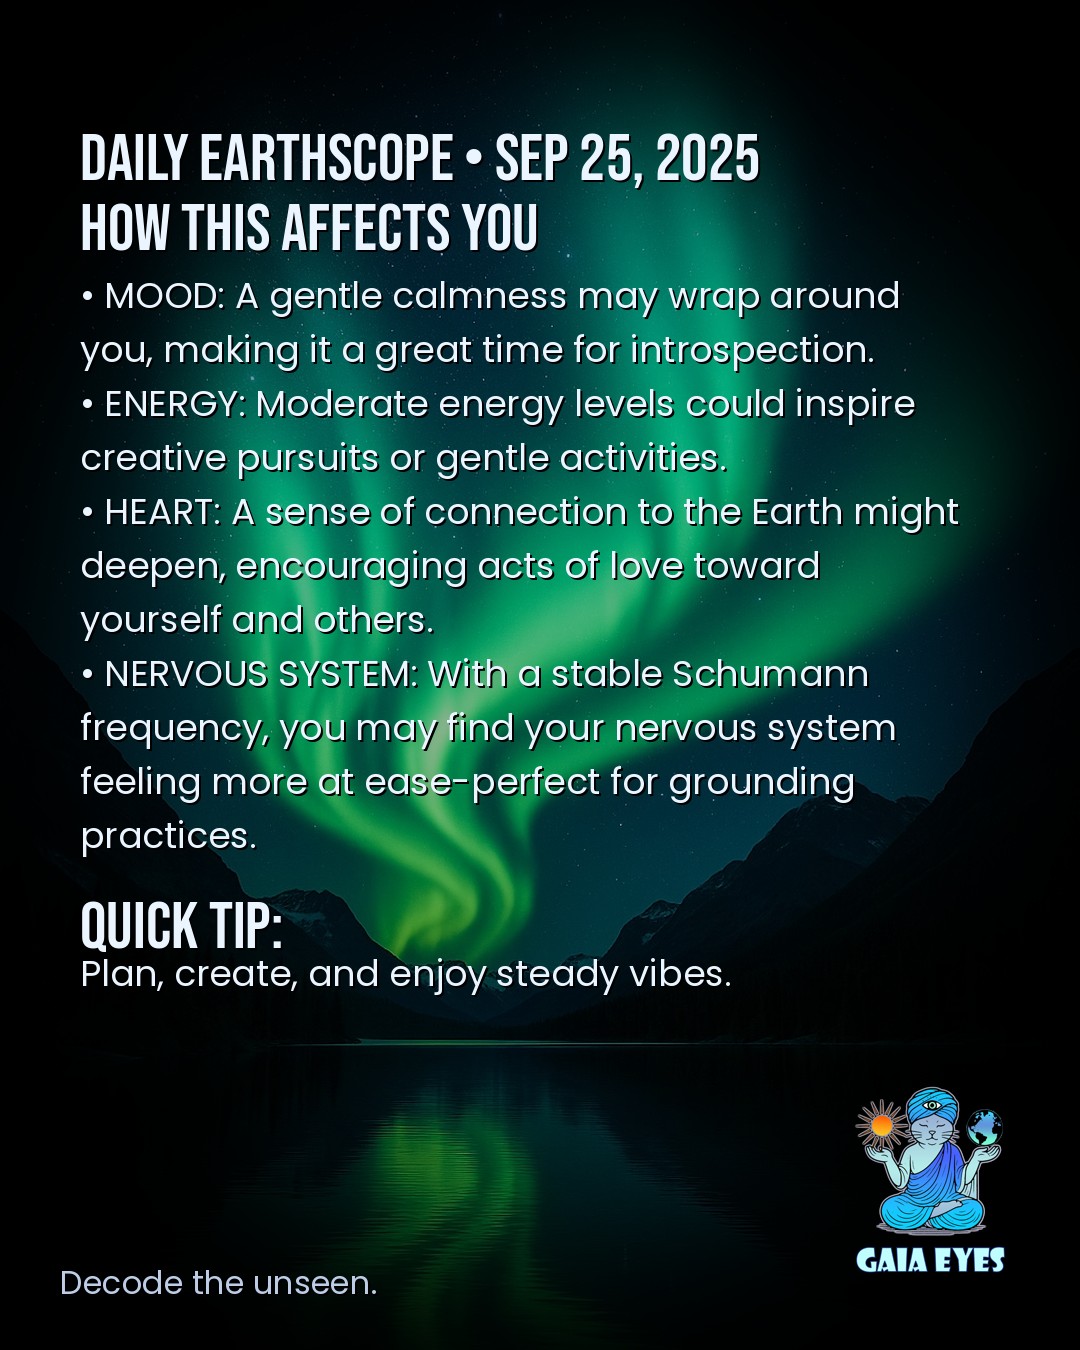 DAILY EARTHSCOPE • SEP 25, 2025
HOW THIS AFFECTS YOU
• MOOD: A gentle calmness may wrap around
you, making it a great time for introspection.
• ENERGY: Moderate energy levels could inspire
creative pursuits or gentle activities.
• HEART: A sense of connection to the Earth might
deepen, encouraging acts of love toward
yourself and others.
• NERVOUS SYSTEM: With a stable Schumann
frequency, you may find your nervous system
feeling more at ease-perfect for grounding
practices.
QUICK TIP:
Plan, create, and enjoy steady vibes.
GAIA EYES
Decode the unseen.